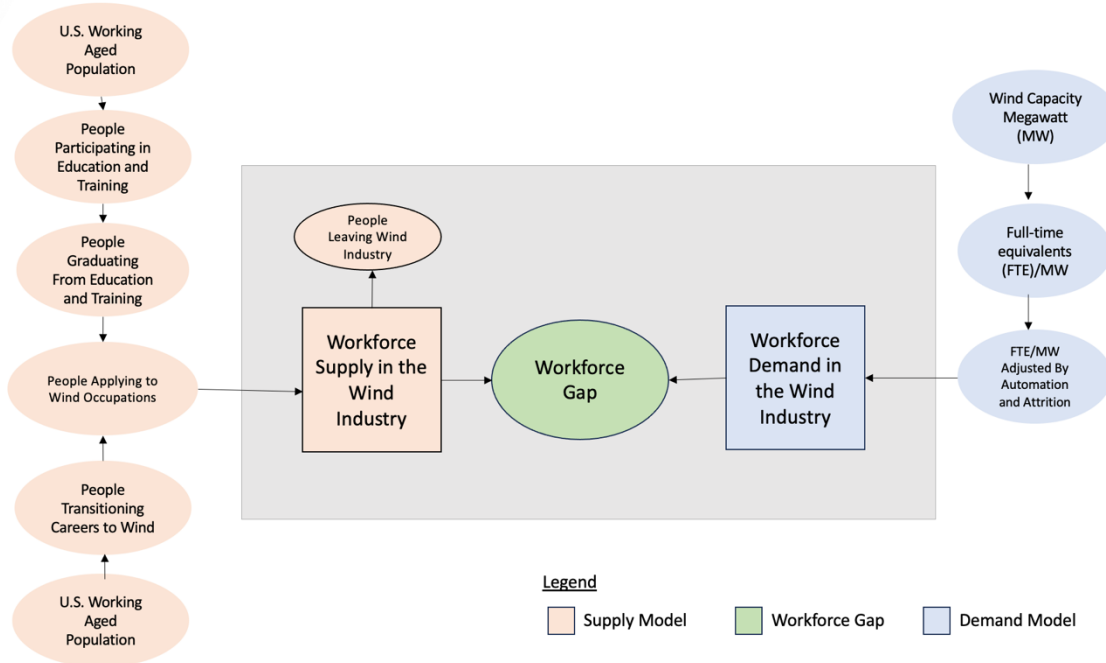 U.S. Working
Aged
Population
People
Participating in
Education and
Training
People
Graduating
From Education
and Training
People Applying to
Wind Occupations
People
Transitioning
Careers to Wind
U.S. Working
Aged
Population
People
Leaving Wind
Industry
Workforce
Supply in the
Wind
Industry
Workforce
Gap
Workforce
Demand in
the Wind
Industry
Wind Capacity
Megawatt
(MW)
Full-time
equivalents
(FTE)/MW
FTE/MW
Adjusted By
Automation
and Attrition
Legend
Supply Model
Workforce Gap
Demand Model